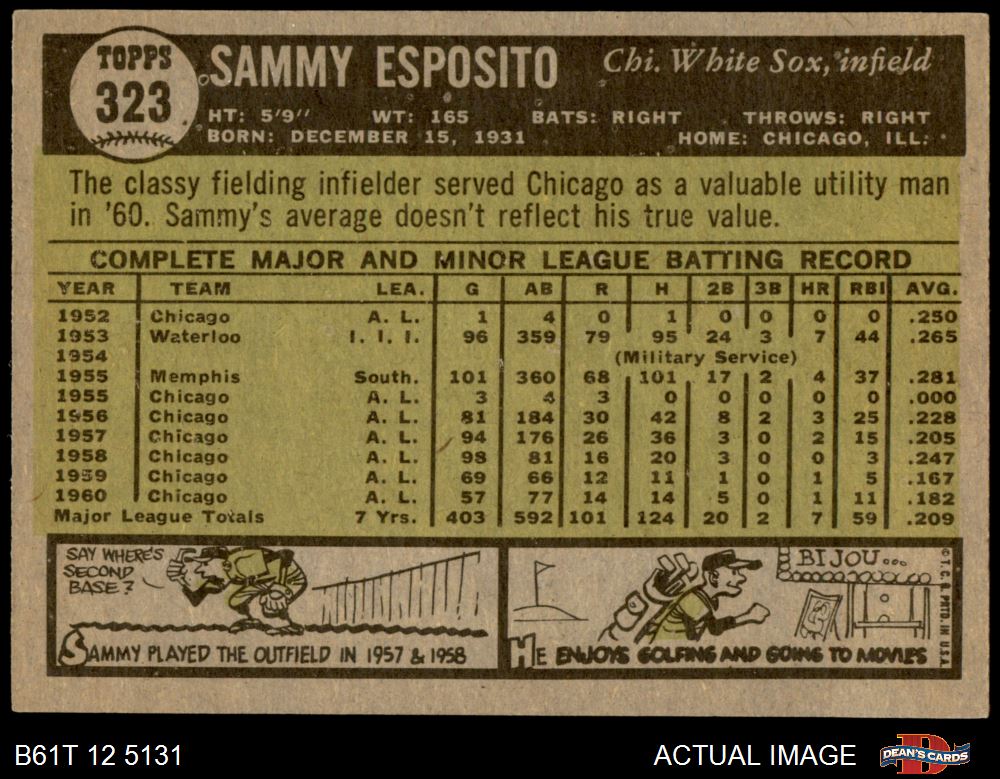 TOPPS
323
SAMMY ESPOSITO Chi. White Sox, infield
HT: 5'9" WT: 165 BATS: RIGHT THROWS: RIGHT
BORN: DECEMBER 15, 1931 HOME: CHICAGO, ILL.
The classy fielding infielder served Chicago as a valuable utility man
in '60. Sammy's average doesn't reflect his true value.
COMPLETE MAJOR AND MINOR LEAGUE BATTING RECORD
YEAR TEAM LEA. G AB R H 2B 3B HR RBI AVG.
1952 Chicago A. L. 1 4 0 1 0 0 0 0 .250
1953 Waterloo I. I. I. 96 359 79 95 24 3 7 44 .265
1954 (Military Service)
1955 Memphis South. 101 360 68 101 17 2 4 37 .281
1955 Chicago A. L. 3 4 3 0 0 0 0 0 .000
1956 Chicago A. L. 81 184 30 42 8 2 3 25 .228
1957 Chicago A. L. 94 176 26 36 3 0 2 15 .205
1958 Chicago A. L. 98 81 16 20 3 0 0 3 .247
1959 Chicago A. L. 69 66 12 11 1 0 1 5 .167
1960 Chicago A. L. 57 77 14 14 5 0 1 11 .182
Major League Totals 7 Yrs. 403 592 101 124 20 2 7 59 .209
SAY WHERE'S
SECOND
BASE?
SAMMY PLAYED THE OUTFIELD IN 1957 & 1958
BIJOU...
HE ENJOYS GOLFING AND GOING TO MOVIES
© T.C.G. PRTD. IN U.S.A.
B61T 12 5131
ACTUAL IMAGE
DEAN'S CARDS